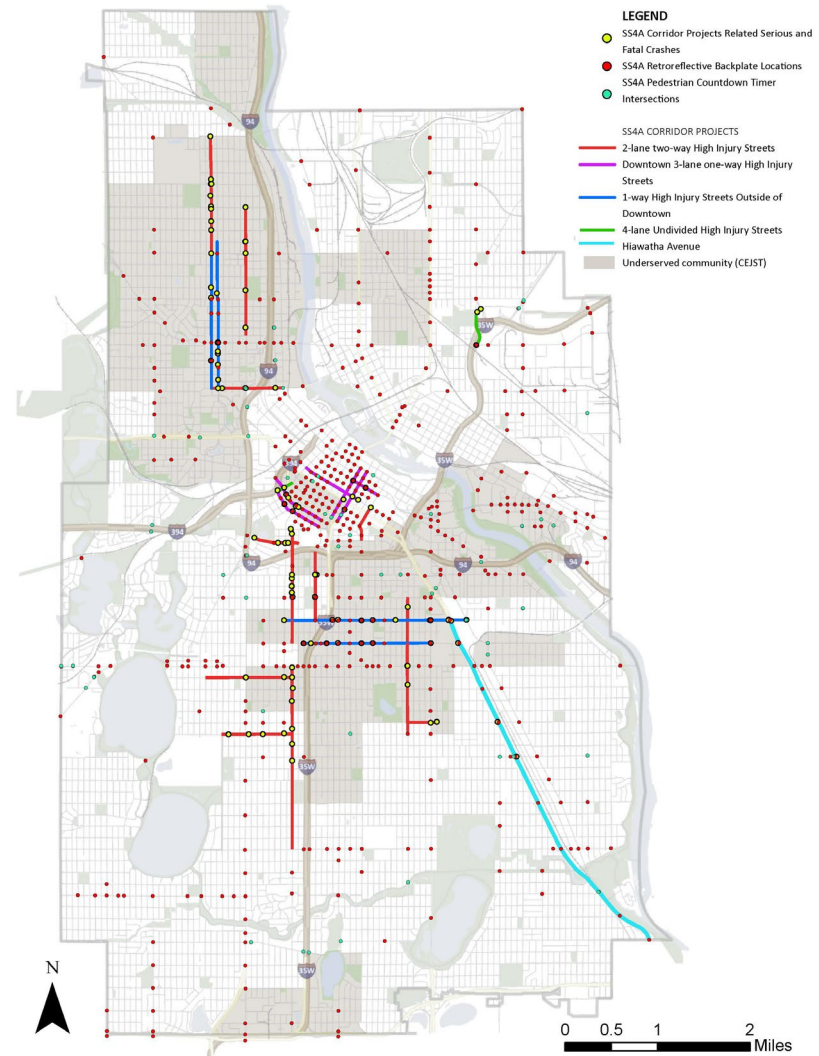 LEGEND
SS4A Corridor Projects Related Serious and
Fatal Crashes
SS4A Retroreflective Backplate Locations
SS4A Pedestrian Countdown Timer
Intersections
SS4A CORRIDOR PROJECTS
2-lane two-way High Injury Streets
Downtown 3-lane one-way High Injury
Streets
1-way High Injury Streets Outside of
Downtown
4-lane Undivided High Injury Streets
Hiawatha Avenue
Underserved community (CEJST)
94
35W
94
35W
394
94
94
94
35W
35W
N
0 0.5 1 2
Miles